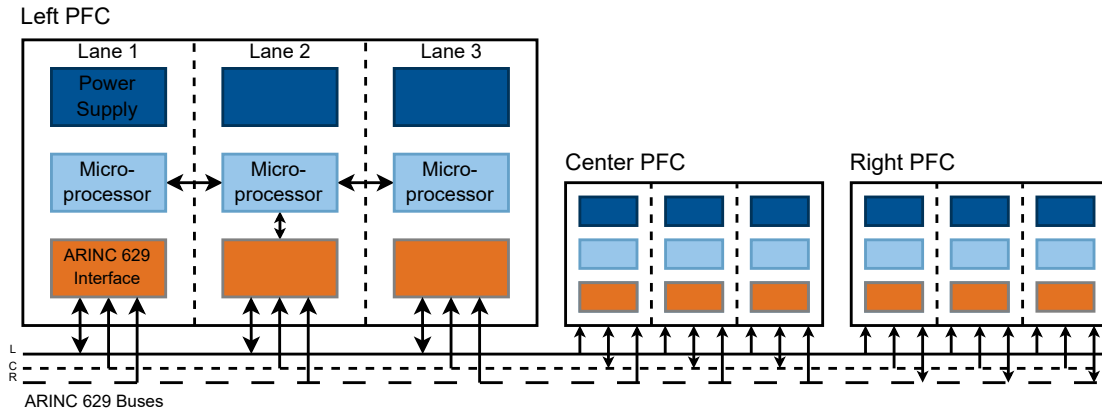 Left PFC
Lane 1
Lane 2
Lane 3
Power
Supply
Micro-
processor
Micro-
processor
Micro-
processor
ARINC 629
Interface
Center PFC
Right PFC
L
C
R
ARINC 629 Buses